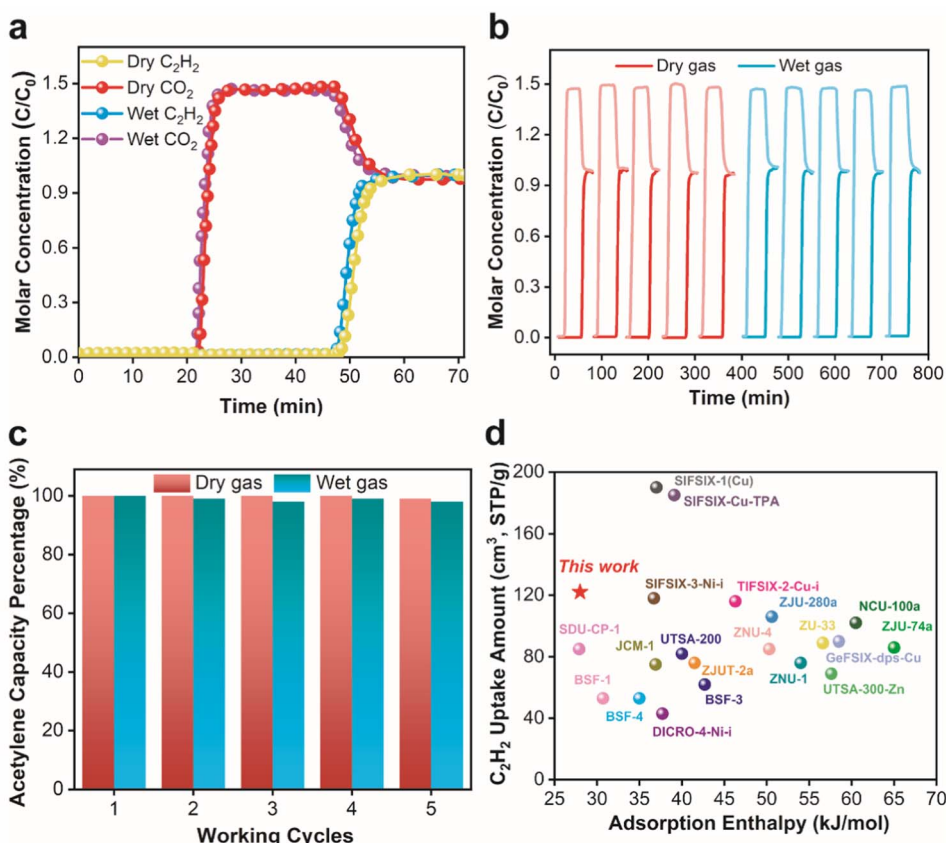 a
Dry C₂H₂
Dry CO₂
Wet C₂H₂
Wet CO₂
Molar Concentration (C/C₀)
1.5
1.2
0.9
0.6
0.3
0.0
0 10 20 30 40 50 60 70
Time (min)
b
Dry gas Wet gas
Molar Concentration (C/C₀)
1.5
1.2
0.9
0.6
0.3
0.0
0 100 200 300 400 500 600 700 800
Time (min)
c
Dry gas Wet gas
Acetylene Capacity Percentage (%)
100
80
60
40
20
0
1 2 3 4 5
Working Cycles
d
C₂H₂ Uptake Amount (cm³, STP/g)
200
160
120
80
40
0
SIFSIX-1(Cu)
SIFSIX-Cu-TPA
This work
SIFSIX-3-Ni-i
TIFSIX-2-Cu-i
ZJU-280a
NCU-100a
SDU-CP-1
JCM-1
UTSA-200
ZNU-4
ZU-33
ZJU-74a
BSF-1
ZJUT-2a
ZNU-1
GeFSIX-dps-Cu
BSF-4
BSF-3
UTSA-300-Zn
DICRO-4-Ni-i
25 30 35 40 45 50 55 60 65 70
Adsorption Enthalpy (kJ/mol)